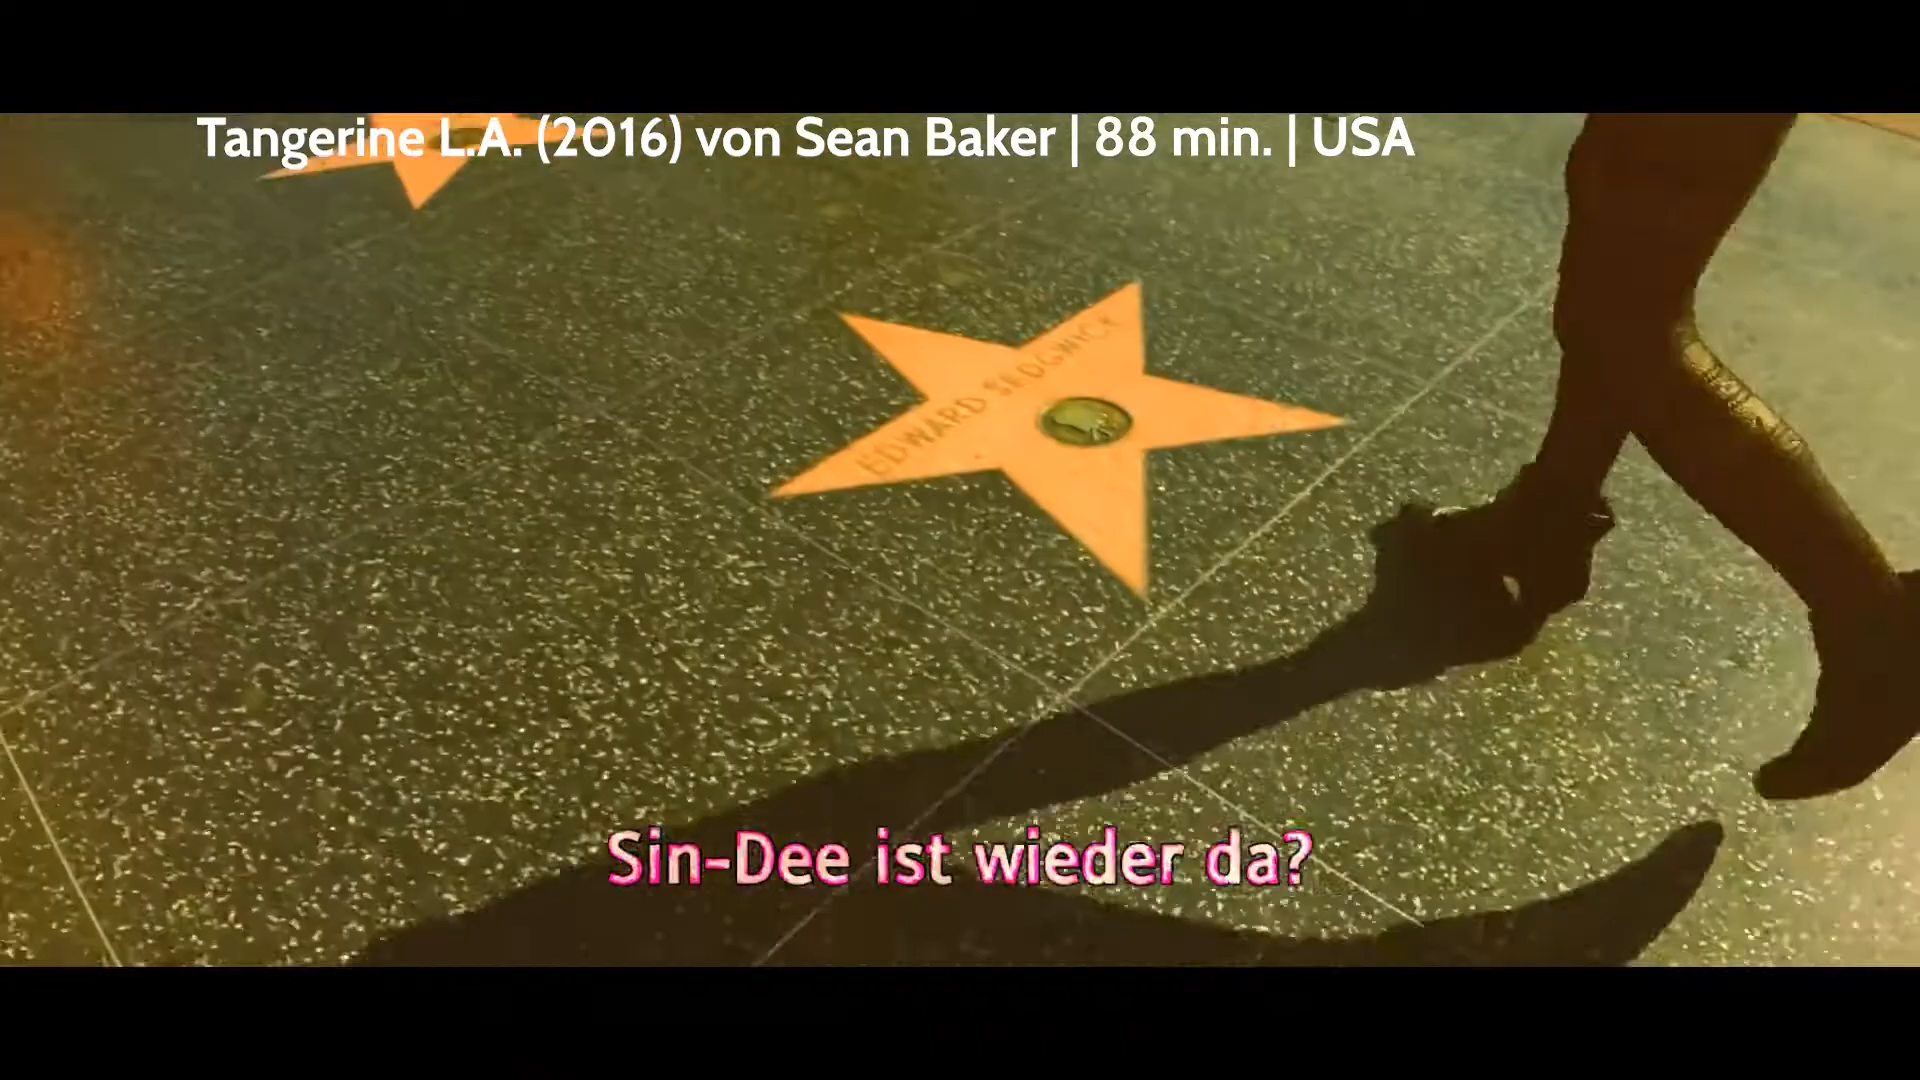 Tangerine L.A. (2016) von Sean Baker | 88 min. | USA
EDWARD SEDGWICK
Sin-Dee ist wieder da?